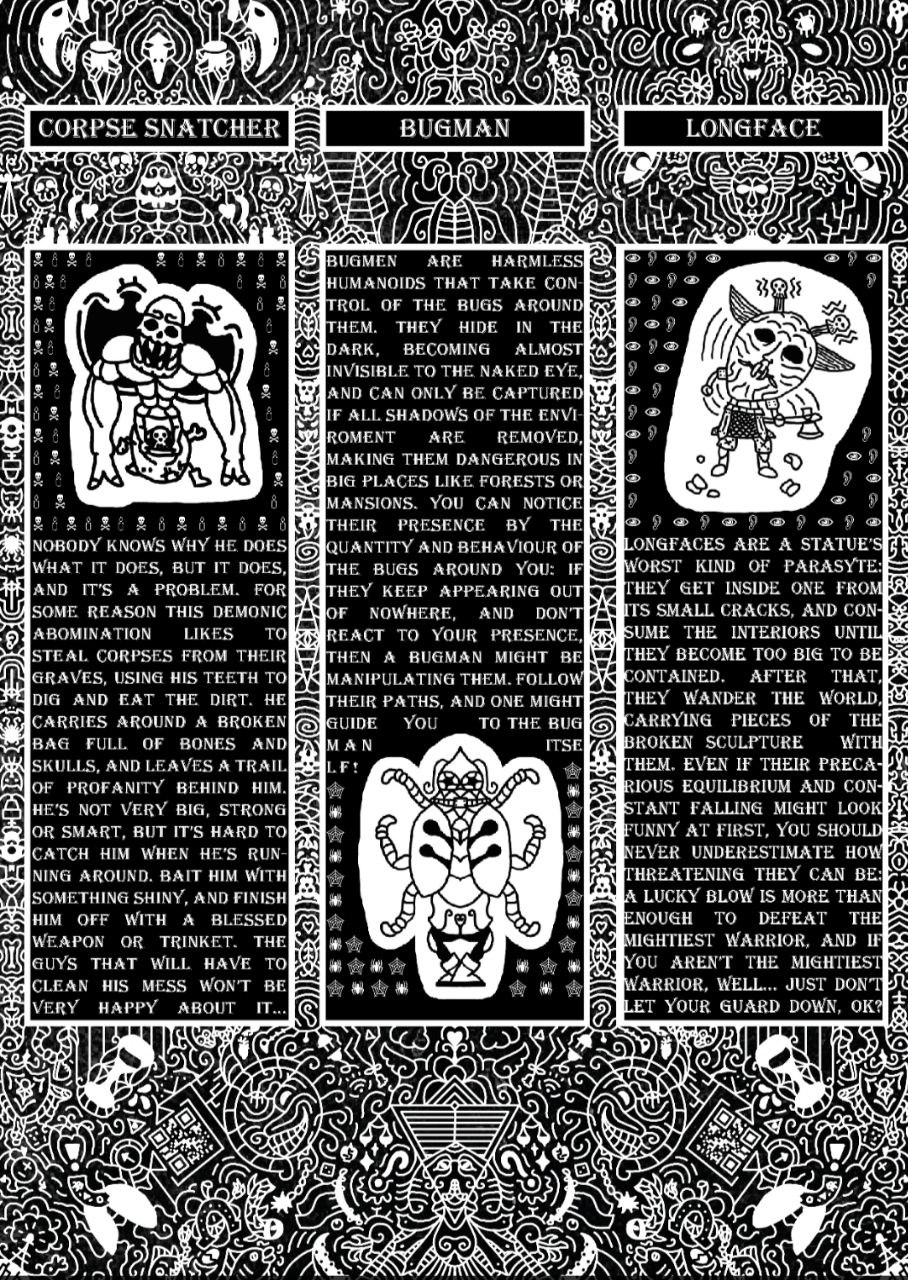 CORPSE SNATCHER
NOBODY KNOWS WHY HE DOES
WHAT IT DOES, BUT IT DOES,
AND IT'S A PROBLEM. FOR
SOME REASON THIS DEMONIC
ABOMINATION LIKES TO
STEAL CORPSES FROM THEIR
GRAVES, USING HIS TEETH TO
DIG AND EAT THE DIRT. HE
CARRIES AROUND A BROKEN
BAG FULL OF BONES AND
SKULLS, AND LEAVES A TRAIL
OF PROFANITY BEHIND HIM.
HE'S NOT VERY BIG, STRONG
OR SMART, BUT IT'S HARD TO
CATCH HIM WHEN HE'S RUN-
NING AROUND. BAIT HIM WITH
SOMETHING SHINY, AND FINISH
HIM OFF WITH A BLESSED
WEAPON OR TRINKET. THE
GUYS THAT WILL HAVE TO
CLEAN HIS MESS WON'T BE
VERY HAPPY ABOUT IT...
BUGMAN
BUGMEN ARE HARMLESS
HUMANOIDS THAT TAKE CON-
TROL OF THE BUGS AROUND
THEM. THEY HIDE IN THE
DARK, BECOMING ALMOST
INVISIBLE TO THE NAKED EYE,
AND CAN ONLY BE CAPTURED
IF ALL SHADOWS OF THE ENVI-
ROMENT ARE REMOVED,
MAKING THEM DANGEROUS IN
BIG PLACES LIKE FORESTS OR
MANSIONS. YOU CAN NOTICE
THEIR PRESENCE BY THE
QUANTITY AND BEHAVIOUR OF
THE BUGS AROUND YOU: IF
THEY KEEP APPEARING OUT
OF NOWHERE, AND DON'T
REACT TO YOUR PRESENCE,
THEN A BUGMAN MIGHT BE
MANIPULATING THEM. FOLLOW
THEIR PATHS, AND ONE MIGHT
GUIDE YOU TO THE BUG
MAN ITSE
LF!
LONGFACE
LONGFACES ARE A STATUE'S
WORST KIND OF PARASYTE:
THEY GET INSIDE ONE FROM
ITS SMALL CRACKS, AND CON-
SUME THE INTERIORS UNTIL
THEY BECOME TOO BIG TO BE
CONTAINED. AFTER THAT,
THEY WANDER THE WORLD,
CARRYING PIECES OF THE
BROKEN SCULPTURE WITH
THEM. EVEN IF THEIR PRECA-
RIOUS EQUILIBRIUM AND CON-
STANT FALLING MIGHT LOOK
FUNNY AT FIRST, YOU SHOULD
NEVER UNDERESTIMATE HOW
THREATENING THEY CAN BE:
A LUCKY BLOW IS MORE THAN
ENOUGH TO DEFEAT THE
MIGHTIEST WARRIOR, AND IF
YOU AREN'T THE MIGHTIEST
WARRIOR, WELL... JUST DON'T
LET YOUR GUARD DOWN, OK?